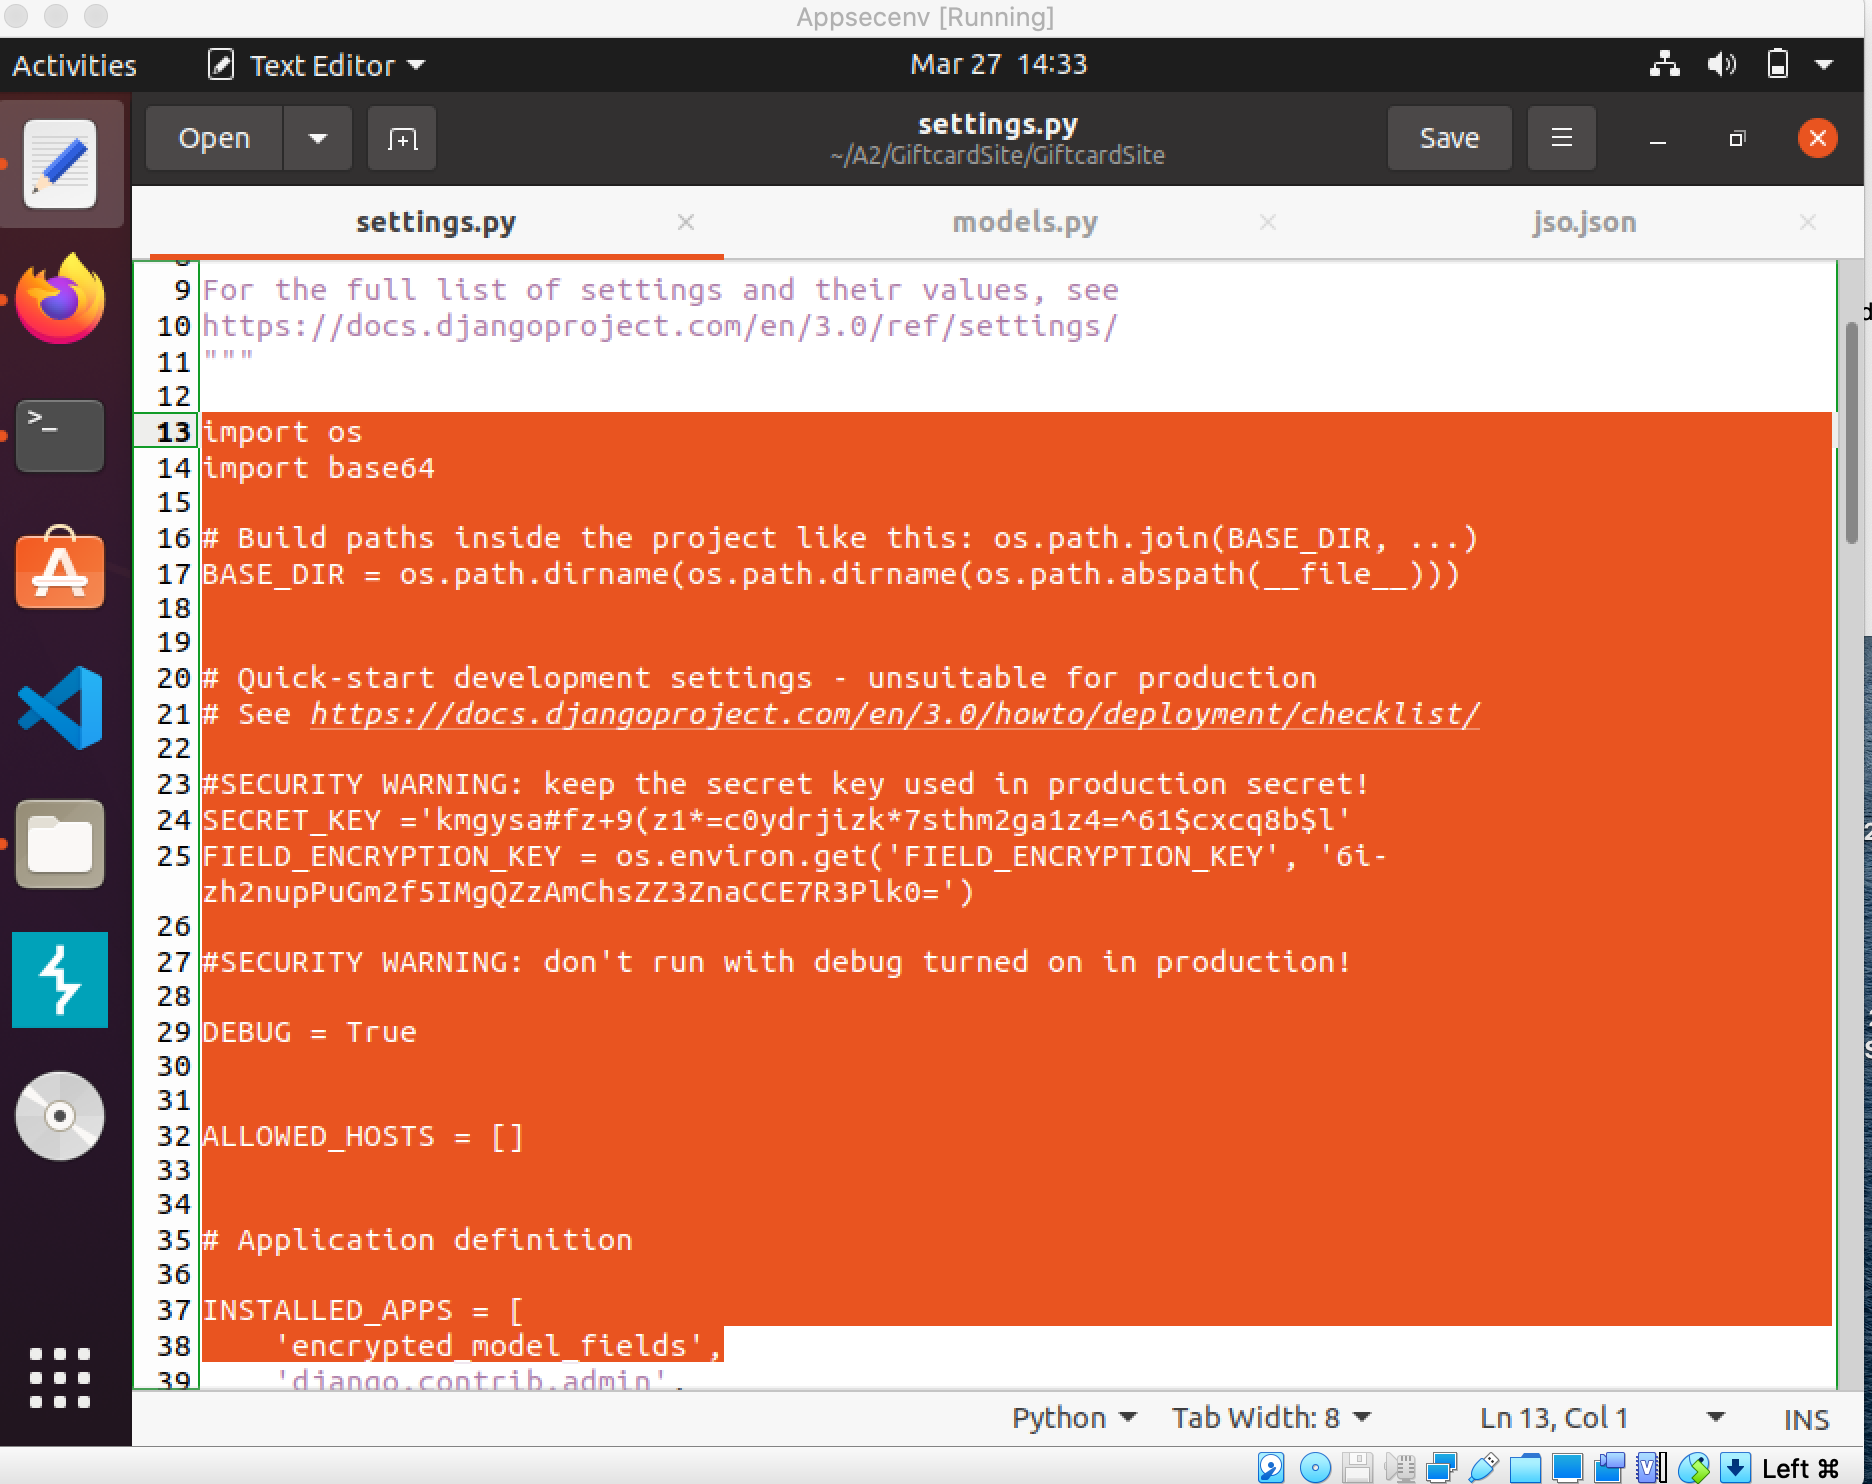 Appsecenv [Running]
Activities
Text Editor
Mar 27 14:33
Open
settings.py
~/A2/GiftcardSite/GiftcardSite
Save
settings.py
models.py
jso.json
9 For the full list of settings and their values, see
10 https://docs.djangoproject.com/en/3.0/ref/settings/
11 """
12
13 import os
14 import base64
15
16 # Build paths inside the project like this: os.path.join(BASE_DIR, ...)
17 BASE_DIR = os.path.dirname(os.path.dirname(os.path.abspath(__file__)))
18
19
20 # Quick-start development settings - unsuitable for production
21 # See https://docs.djangoproject.com/en/3.0/howto/deployment/checklist/
22
23 #SECURITY WARNING: keep the secret key used in production secret!
24 SECRET_KEY ='kmgysa#fz+9(z1*=c0ydrjizk*7sthm2ga1z4=^61$cxcq8b$l'
25 FIELD_ENCRYPTION_KEY = os.environ.get('FIELD_ENCRYPTION_KEY', '6i-
zh2nupPuGm2f5IMgQZzAmChsZZ3ZnaCCE7R3Plk0=')
26
27 #SECURITY WARNING: don't run with debug turned on in production!
28
29 DEBUG = True
30
31
32 ALLOWED_HOSTS = []
33
34
35 # Application definition
36
37 INSTALLED_APPS = [
38     'encrypted_model_fields',
39     'django.contrib.admin',
Python
Tab Width: 8
Ln 13, Col 1
INS
Left ⌘